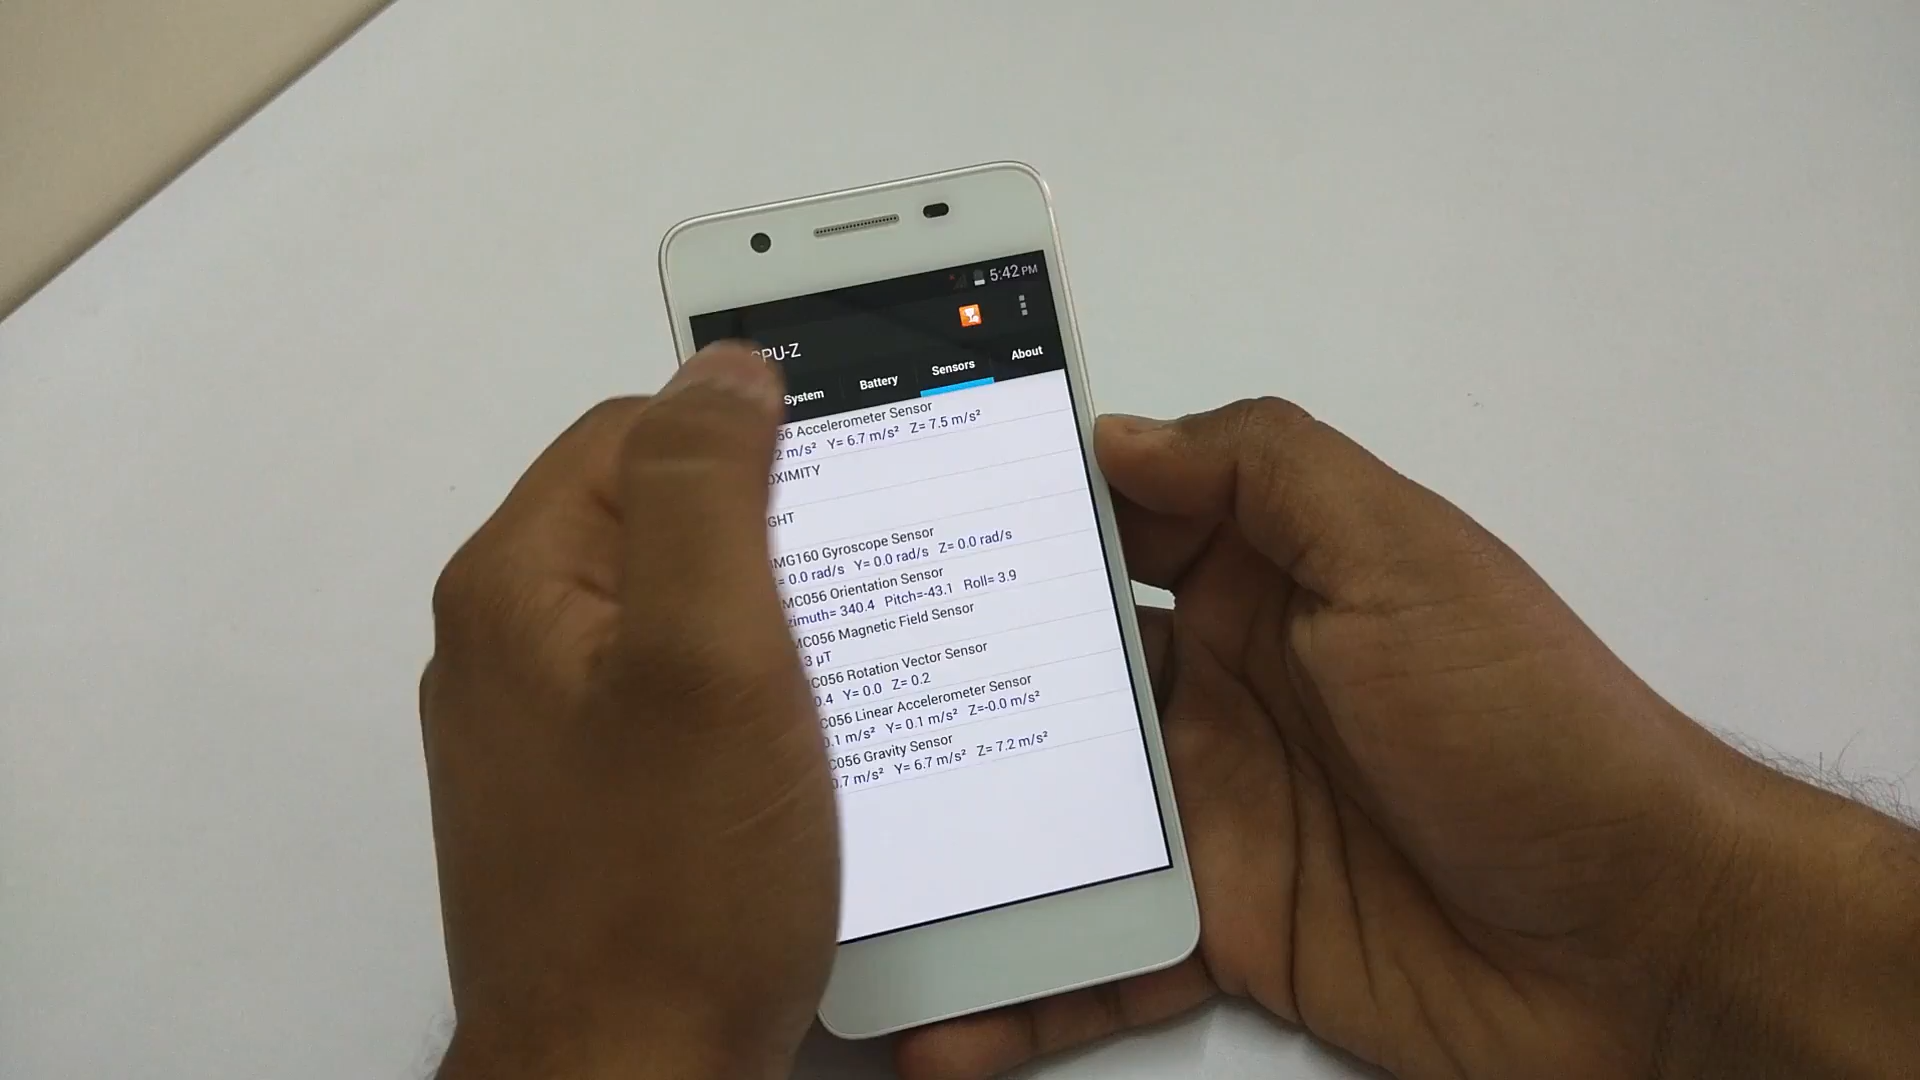 5:42 PM
CPU-Z
System Battery Sensors About
56 Accelerometer Sensor
2 m/s² Y= 6.7 m/s² Z= 7.5 m/s²
OXIMITY
GHT
MG160 Gyroscope Sensor
= 0.0 rad/s Y= 0.0 rad/s Z= 0.0 rad/s
MC056 Orientation Sensor
zimuth= 340.4 Pitch=-43.1 Roll= 3.9
MC056 Magnetic Field Sensor
3 µT
C056 Rotation Vector Sensor
0.4 Y= 0.0 Z= 0.2
C056 Linear Accelerometer Sensor
0.1 m/s² Y= 0.1 m/s² Z=-0.0 m/s²
C056 Gravity Sensor
0.7 m/s² Y= 6.7 m/s² Z= 7.2 m/s²